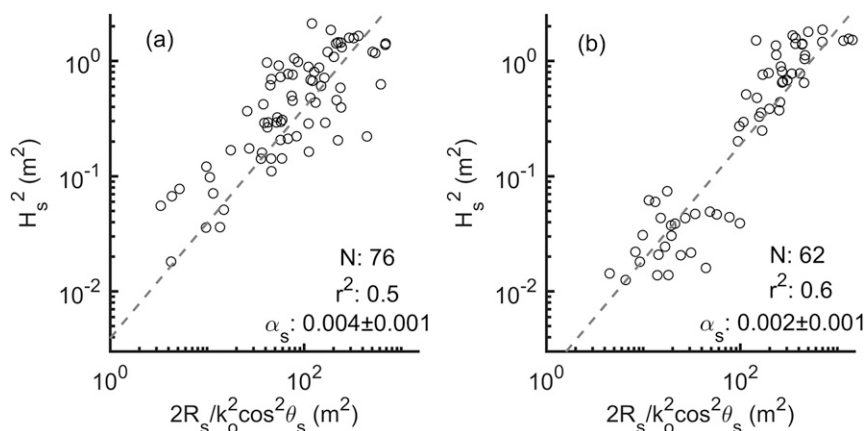 (a)
10^0
10^-1
10^-2
H_s^2 (m^2)
N: 76
r^2: 0.5
α_s: 0.004±0.001
10^0
10^2
2R_s/k_o^2cos^2θ_s (m^2)
(b)
10^0
10^-1
10^-2
H_s^2 (m^2)
N: 62
r^2: 0.6
α_s: 0.002±0.001
10^0
10^2
2R_s/k_o^2cos^2θ_s (m^2)